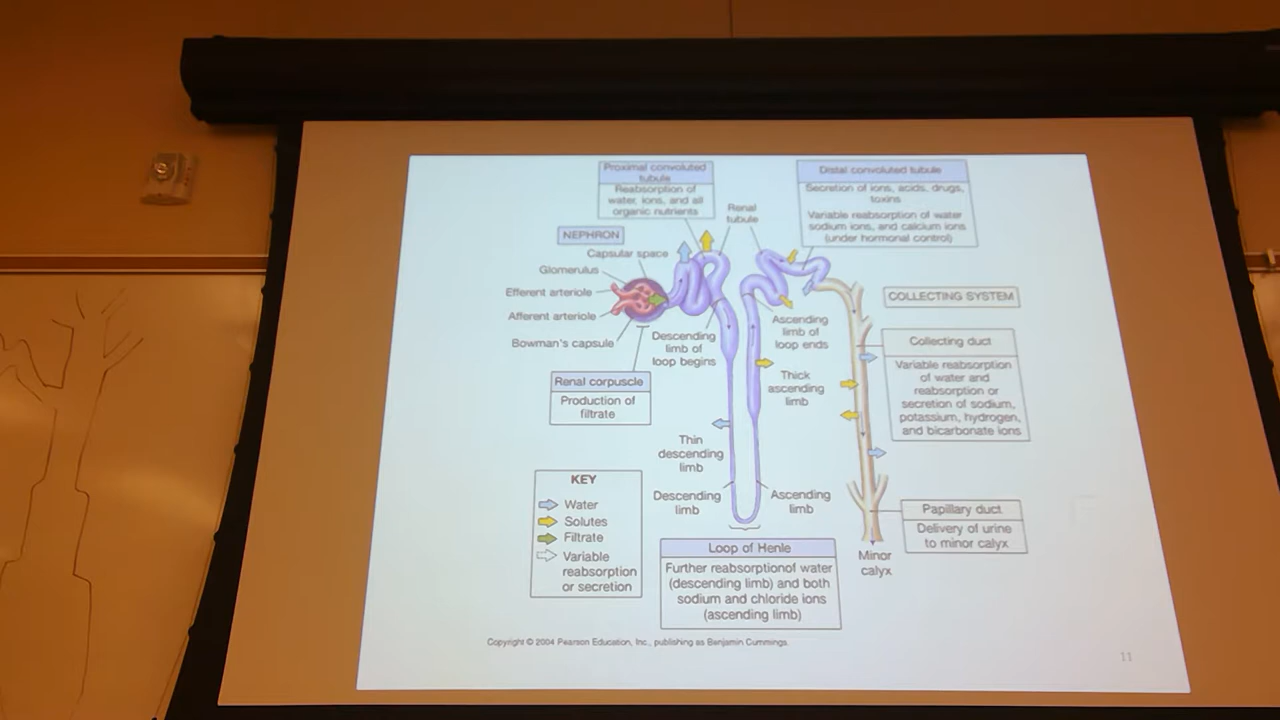 Proximal convoluted
tubule
Reabsorption of
water, ions, and all
organic nutrients
Distal convoluted tubule
Secretion of ions, acids, drugs,
toxins
Variable reabsorption of water
sodium ions, and calcium ions
(under hormonal control)
Renal
tubule
NEPHRON
Capsular space
Glomerulus
Efferent arteriole
Afferent arteriole
Bowman's capsule
Descending
limb of
loop begins
Ascending
limb of
loop ends
COLLECTING SYSTEM
Collecting duct
Variable reabsorption
of water and
reabsorption or
secretion of sodium,
potassium, hydrogen,
and bicarbonate ions
Renal corpuscle
Production of
filtrate
Thick
ascending
limb
Thin
descending
limb
Descending
limb
Ascending
limb
KEY
Water
Solutes
Filtrate
Variable
reabsorption
or secretion
Loop of Henle
Further reabsorptionof water
(descending limb) and both
sodium and chloride ions
(ascending limb)
Papillary duct
Delivery of urine
to minor calyx
Minor
calyx
Copyright © 2004 Pearson Education, Inc., publishing as Benjamin Cummings.
11